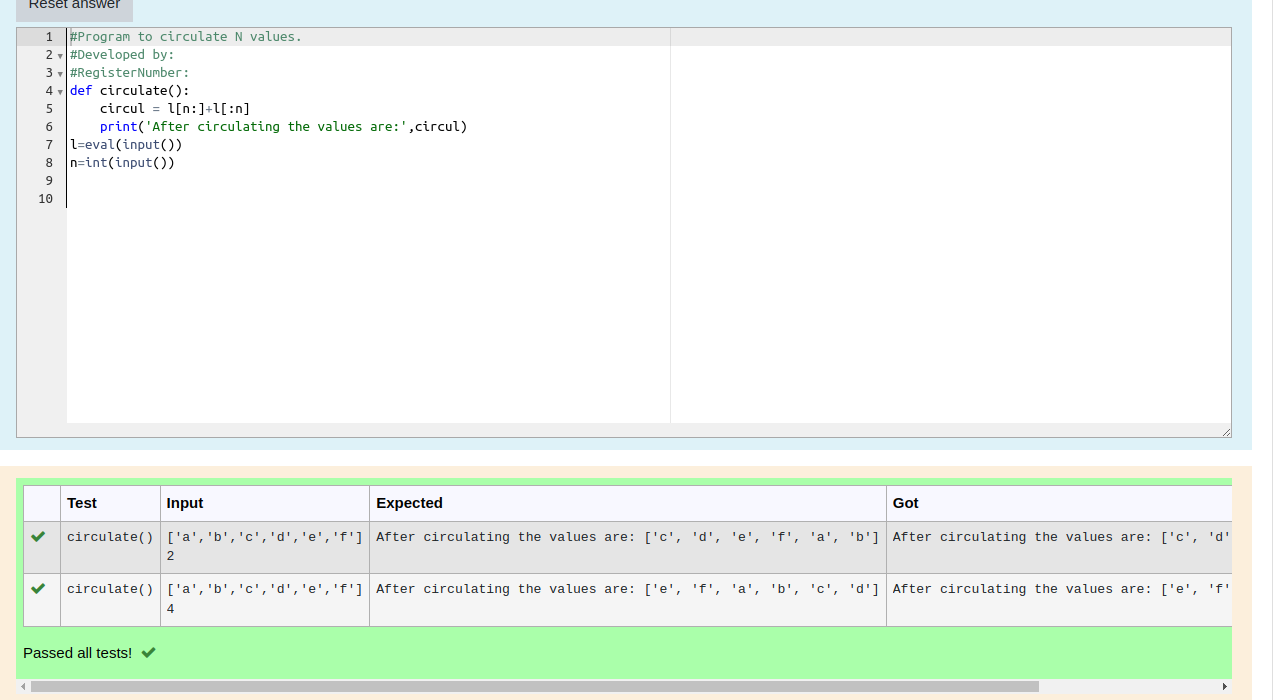 Reset answer
1 #Program to circulate N values.
2 #Developed by:
3 #RegisterNumber:
4 def circulate():
5     circul = l[n:]+l[:n]
6     print('After circulating the values are:',circul)
7 l=eval(input())
8 n=int(input())
9
10
Test Input Expected Got
circulate() ['a','b','c','d','e','f'] After circulating the values are: ['c', 'd', 'e', 'f', 'a', 'b'] After circulating the values are: ['c', 'd'
2
circulate() ['a','b','c','d','e','f'] After circulating the values are: ['e', 'f', 'a', 'b', 'c', 'd'] After circulating the values are: ['e', 'f'
4
Passed all tests!